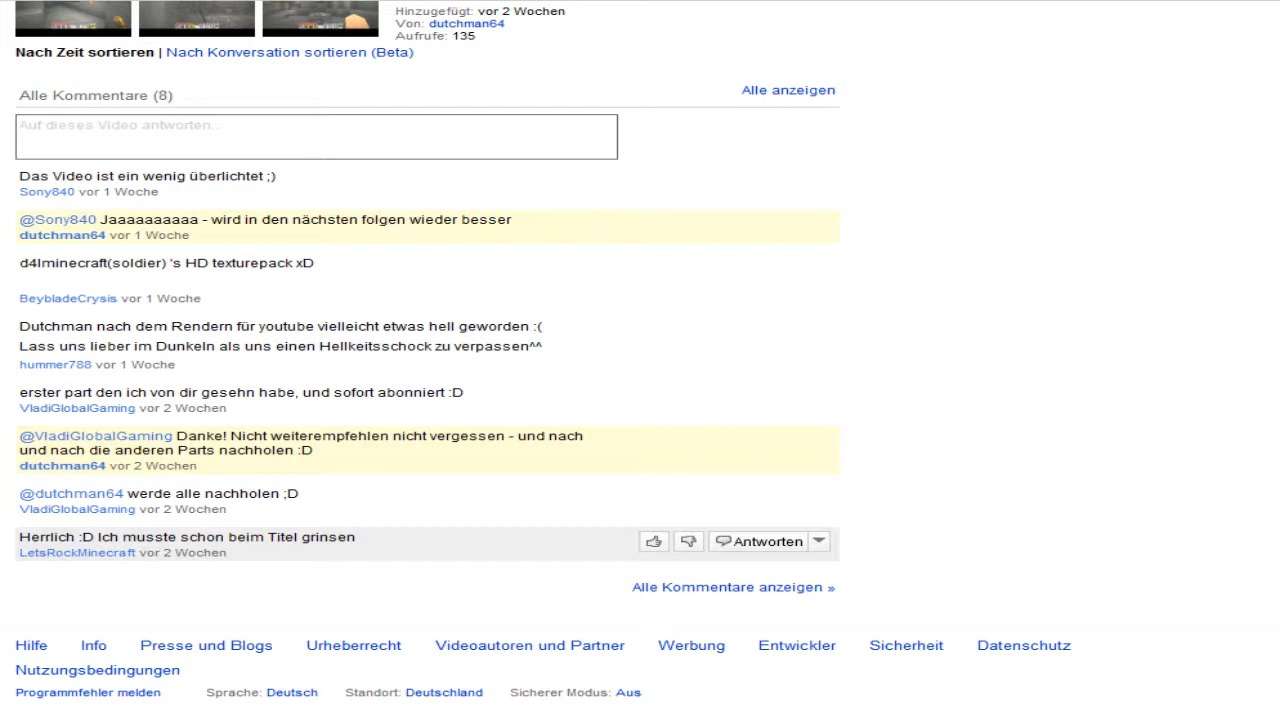 Hinzugefügt: vor 2 Wochen
Von: dutchman64
Aufrufe: 135
Nach Zeit sortieren | Nach Konversation sortieren (Beta)
Alle Kommentare (8)
Alle anzeigen
Auf dieses Video antworten...
Das Video ist ein wenig überlichtet ;)
Sony840 vor 1 Woche
@Sony840 Jaaaaaaaaaa - wird in den nächsten folgen wieder besser
dutchman64 vor 1 Woche
d4lminecraft(soldier) 's HD texturepack xD
BeybladeCrysis vor 1 Woche
Dutchman nach dem Rendern für youtube vielleicht etwas hell geworden :(
Lass uns lieber im Dunkeln als uns einen Hellkeitsschock zu verpassen^^
hummer788 vor 1 Woche
erster part den ich von dir gesehn habe, und sofort abonniert :D
VladiGlobalGaming vor 2 Wochen
@VladiGlobalGaming Danke! Nicht weiterempfehlen nicht vergessen - und nach
und nach die anderen Parts nachholen :D
dutchman64 vor 2 Wochen
@dutchman64 werde alle nachholen ;D
VladiGlobalGaming vor 2 Wochen
Herrlich :D Ich musste schon beim Titel grinsen
Antworten
LetsRockMinecraft vor 2 Wochen
Alle Kommentare anzeigen »
Hilfe Info Presse und Blogs Urheberrecht Videoautoren und Partner Werbung Entwickler Sicherheit Datenschutz
Nutzungsbedingungen
Programmfehler melden Sprache: Deutsch Standort: Deutschland Sicherer Modus: Aus